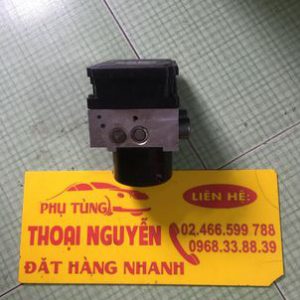 PHỤ TÙNG
THOẠI NGUYỄN
ĐẶT HÀNG NHANH
LIÊN HỆ:
02.466.599 788
0968.33.88.39